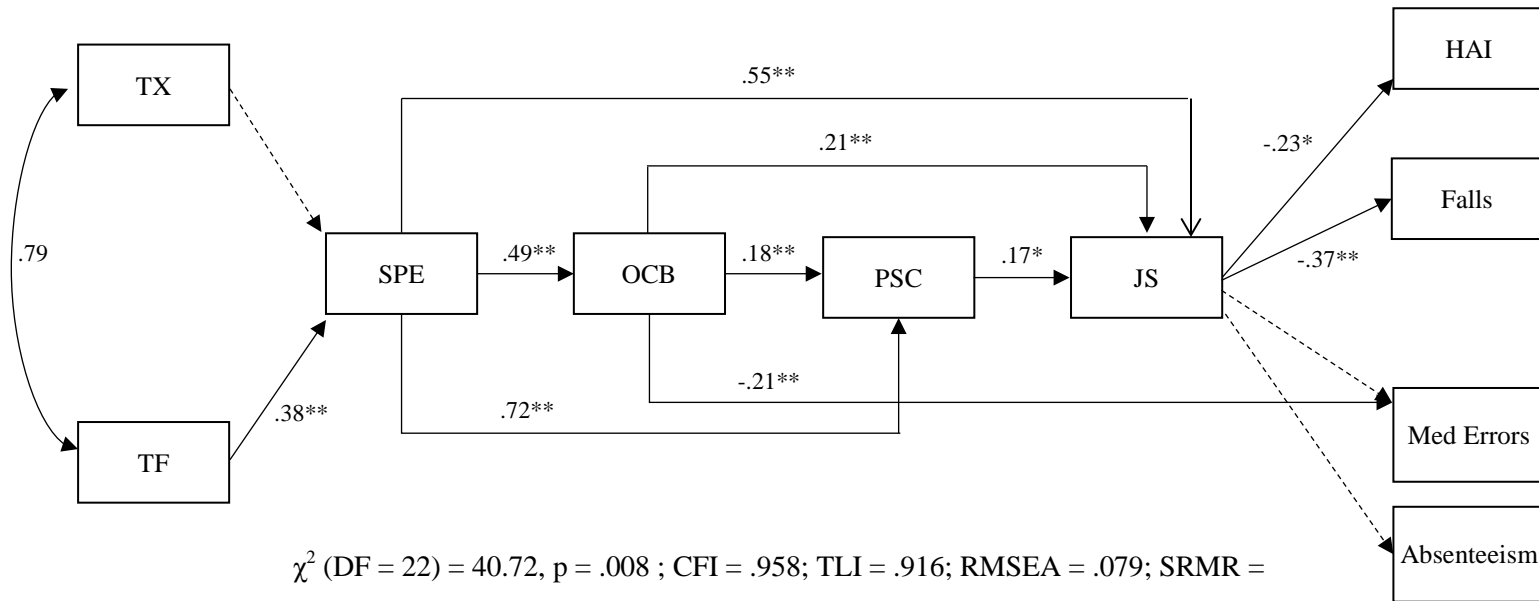 HAI
TX
.55**
.21**
-.23*
Falls
.79
SPE
.49**
OCB
.18**
PSC
.17*
JS
-.37**
-.21**
.38**
.72**
Med Errors
TF
Absenteeism
χ² (DF = 22) = 40.72, p = .008 ; CFI = .958; TLI = .916; RMSEA = .079; SRMR =